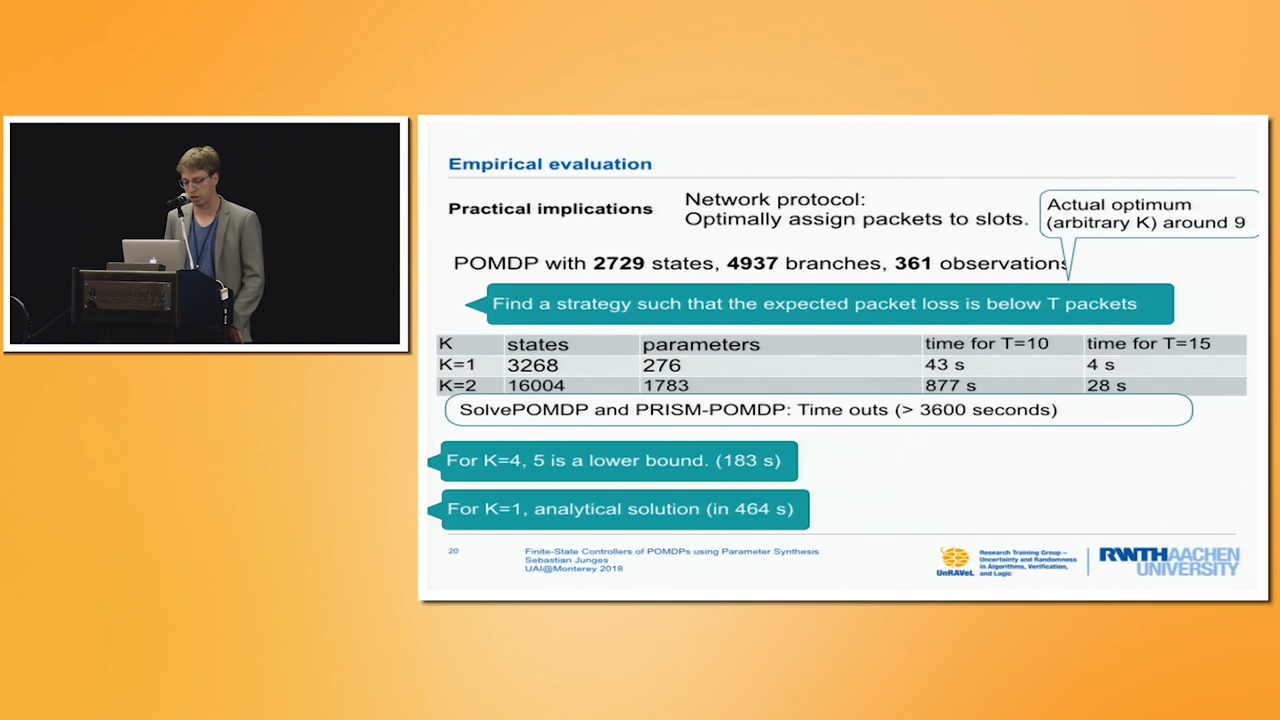 Empirical evaluation
Practical implications
Network protocol:
Optimally assign packets to slots.
Actual optimum
(arbitrary K) around 9
POMDP with 2729 states, 4937 branches, 361 observations
Find a strategy such that the expected packet loss is below T packets
K states parameters time for T=10 time for T=15
K=1 3268 276 43 s 4 s
K=2 16004 1783 877 s 28 s
SolvePOMDP and PRISM-POMDP: Time outs (> 3600 seconds)
For K=4, 5 is a lower bound. (183 s)
For K=1, analytical solution (in 464 s)
20
Finite-State Controllers of POMDPs using Parameter Synthesis
Sebastian Junges
UAI@Monterey 2018
UnRAVeL
Research Training Group –
Uncertainty and Randomness
in Algorithms, Verification,
and Logic
RWTHAACHEN
UNIVERSITY